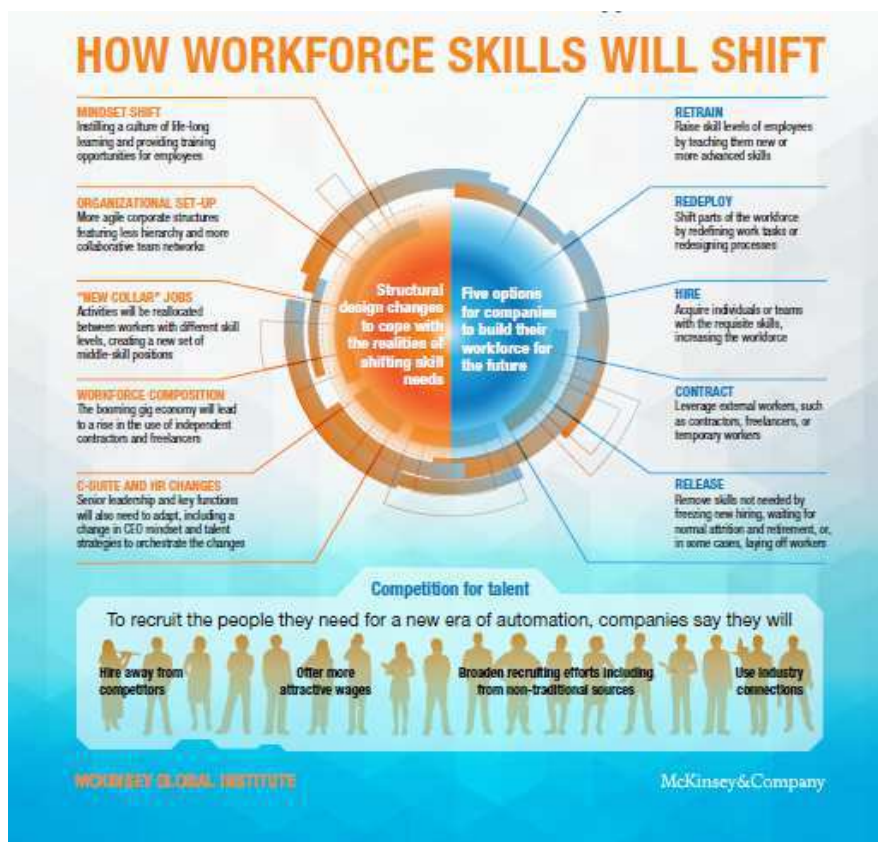 HOW WORKFORCE SKILLS WILL SHIFT
MINDSET SHIFT
Instilling a culture of life-long
learning and providing training
opportunities for employees
ORGANIZATIONAL SET-UP
More agile corporate structures
featuring less hierarchy and more
collaborative team networks
"NEW COLLAR" JOBS
Activities will be reallocated
between workers with different skill
levels, creating a new set of
middle-skill positions
WORKFORCE COMPOSITION
The booming gig economy will lead
to a rise in the use of independent
contractors and freelancers
C-SUITE AND HR CHANGES
Senior leadership and key functions
will also need to adapt, including a
change in CEO mindset and talent
strategies to orchestrate the changes
Structural
design changes
to cope with
the realities of
shifting skill
needs
Five options
for companies
to build their
workforce for
the future
RETRAIN
Raise skill levels of employees
by teaching them new or
more advanced skills
REDEPLOY
Shift parts of the workforce
by redefining work tasks or
redesigning processes
HIRE
Acquire individuals or teams
with the requisite skills,
increasing the workforce
CONTRACT
Leverage external workers, such
as contractors, freelancers, or
temporary workers
RELEASE
Remove skills not needed by
freezing new hiring, waiting for
normal attrition and retirement, or,
in some cases, laying off workers
Competition for talent
To recruit the people they need for a new era of automation, companies say they will
Hire away from
competitors
Offer more
attractive wages
Broaden recruiting efforts including
from non-traditional sources
Use industry
connections
MCKINSEY GLOBAL INSTITUTE
McKinsey&Company